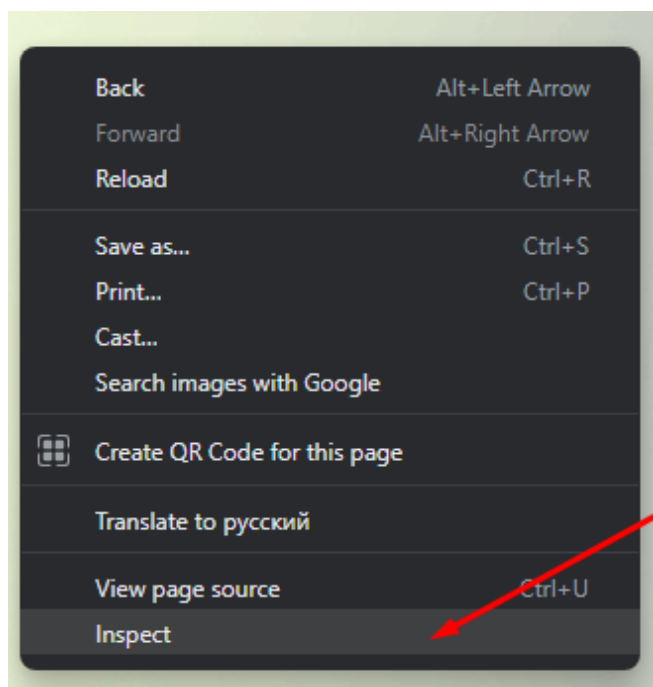 Back Alt+Left Arrow
Forward Alt+Right Arrow
Reload Ctrl+R
Save as... Ctrl+S
Print... Ctrl+P
Cast...
Search images with Google
Create QR Code for this page
Translate to русский
View page source Ctrl+U
Inspect